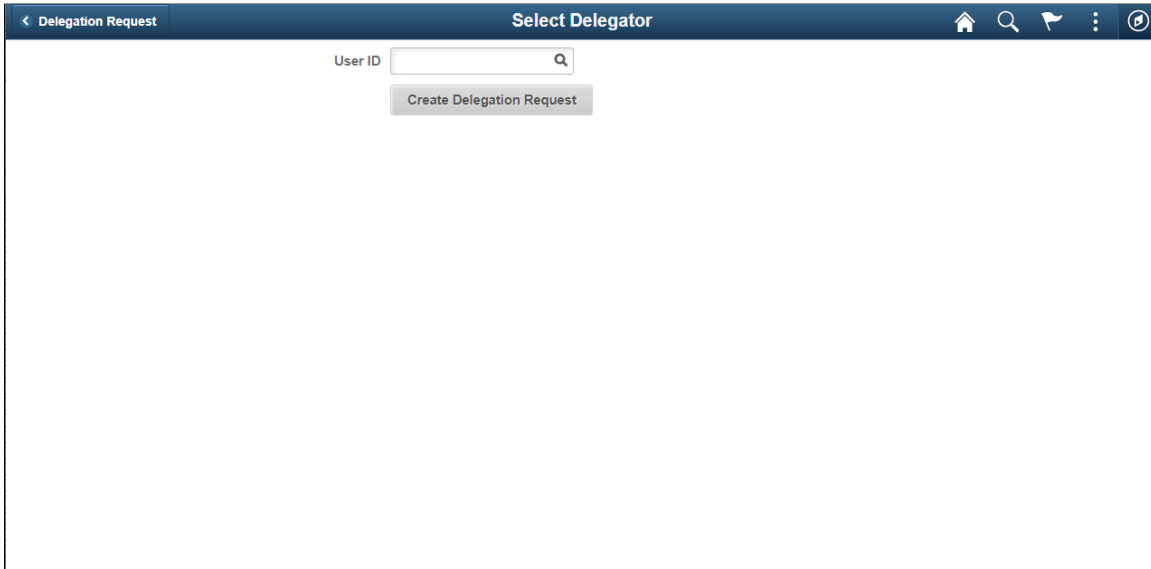 Delegation Request
Select Delegator
User ID
Create Delegation Request